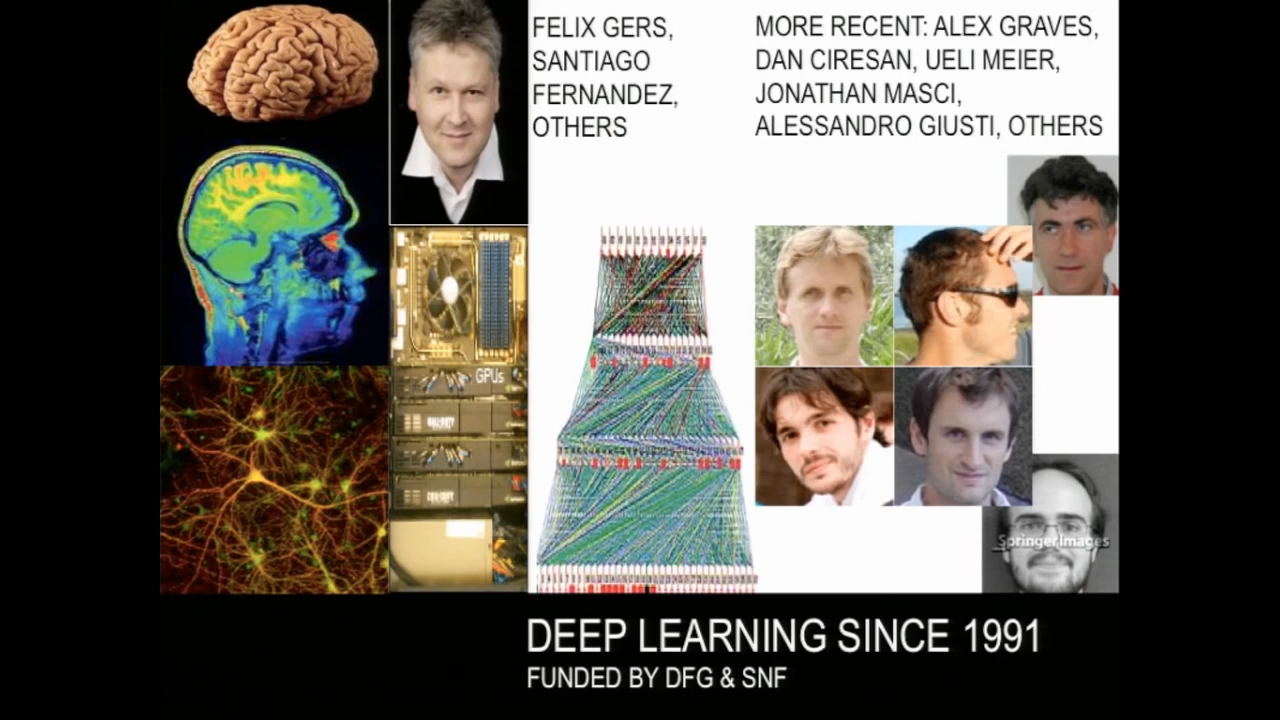 FELIX GERS,
SANTIAGO
FERNANDEZ,
OTHERS
MORE RECENT: ALEX GRAVES,
DAN CIRESAN, UELI MEIER,
JONATHAN MASCI,
ALESSANDRO GIUSTI, OTHERS
GPUs
SpringerImages
DEEP LEARNING SINCE 1991
FUNDED BY DFG & SNF